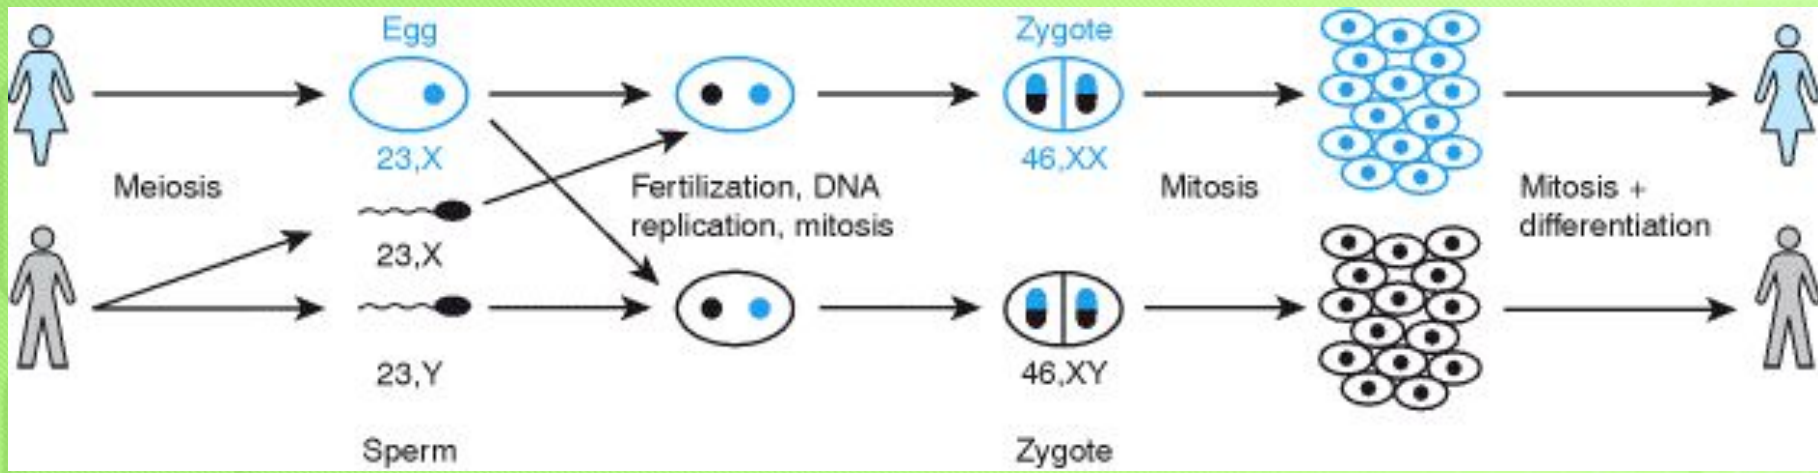 Egg
Zygote
23,X
46,XX
Meiosis
Fertilization, DNA
replication, mitosis
Mitosis
Mitosis +
differentiation
23,X
23,Y
46,XY
Sperm
Zygote